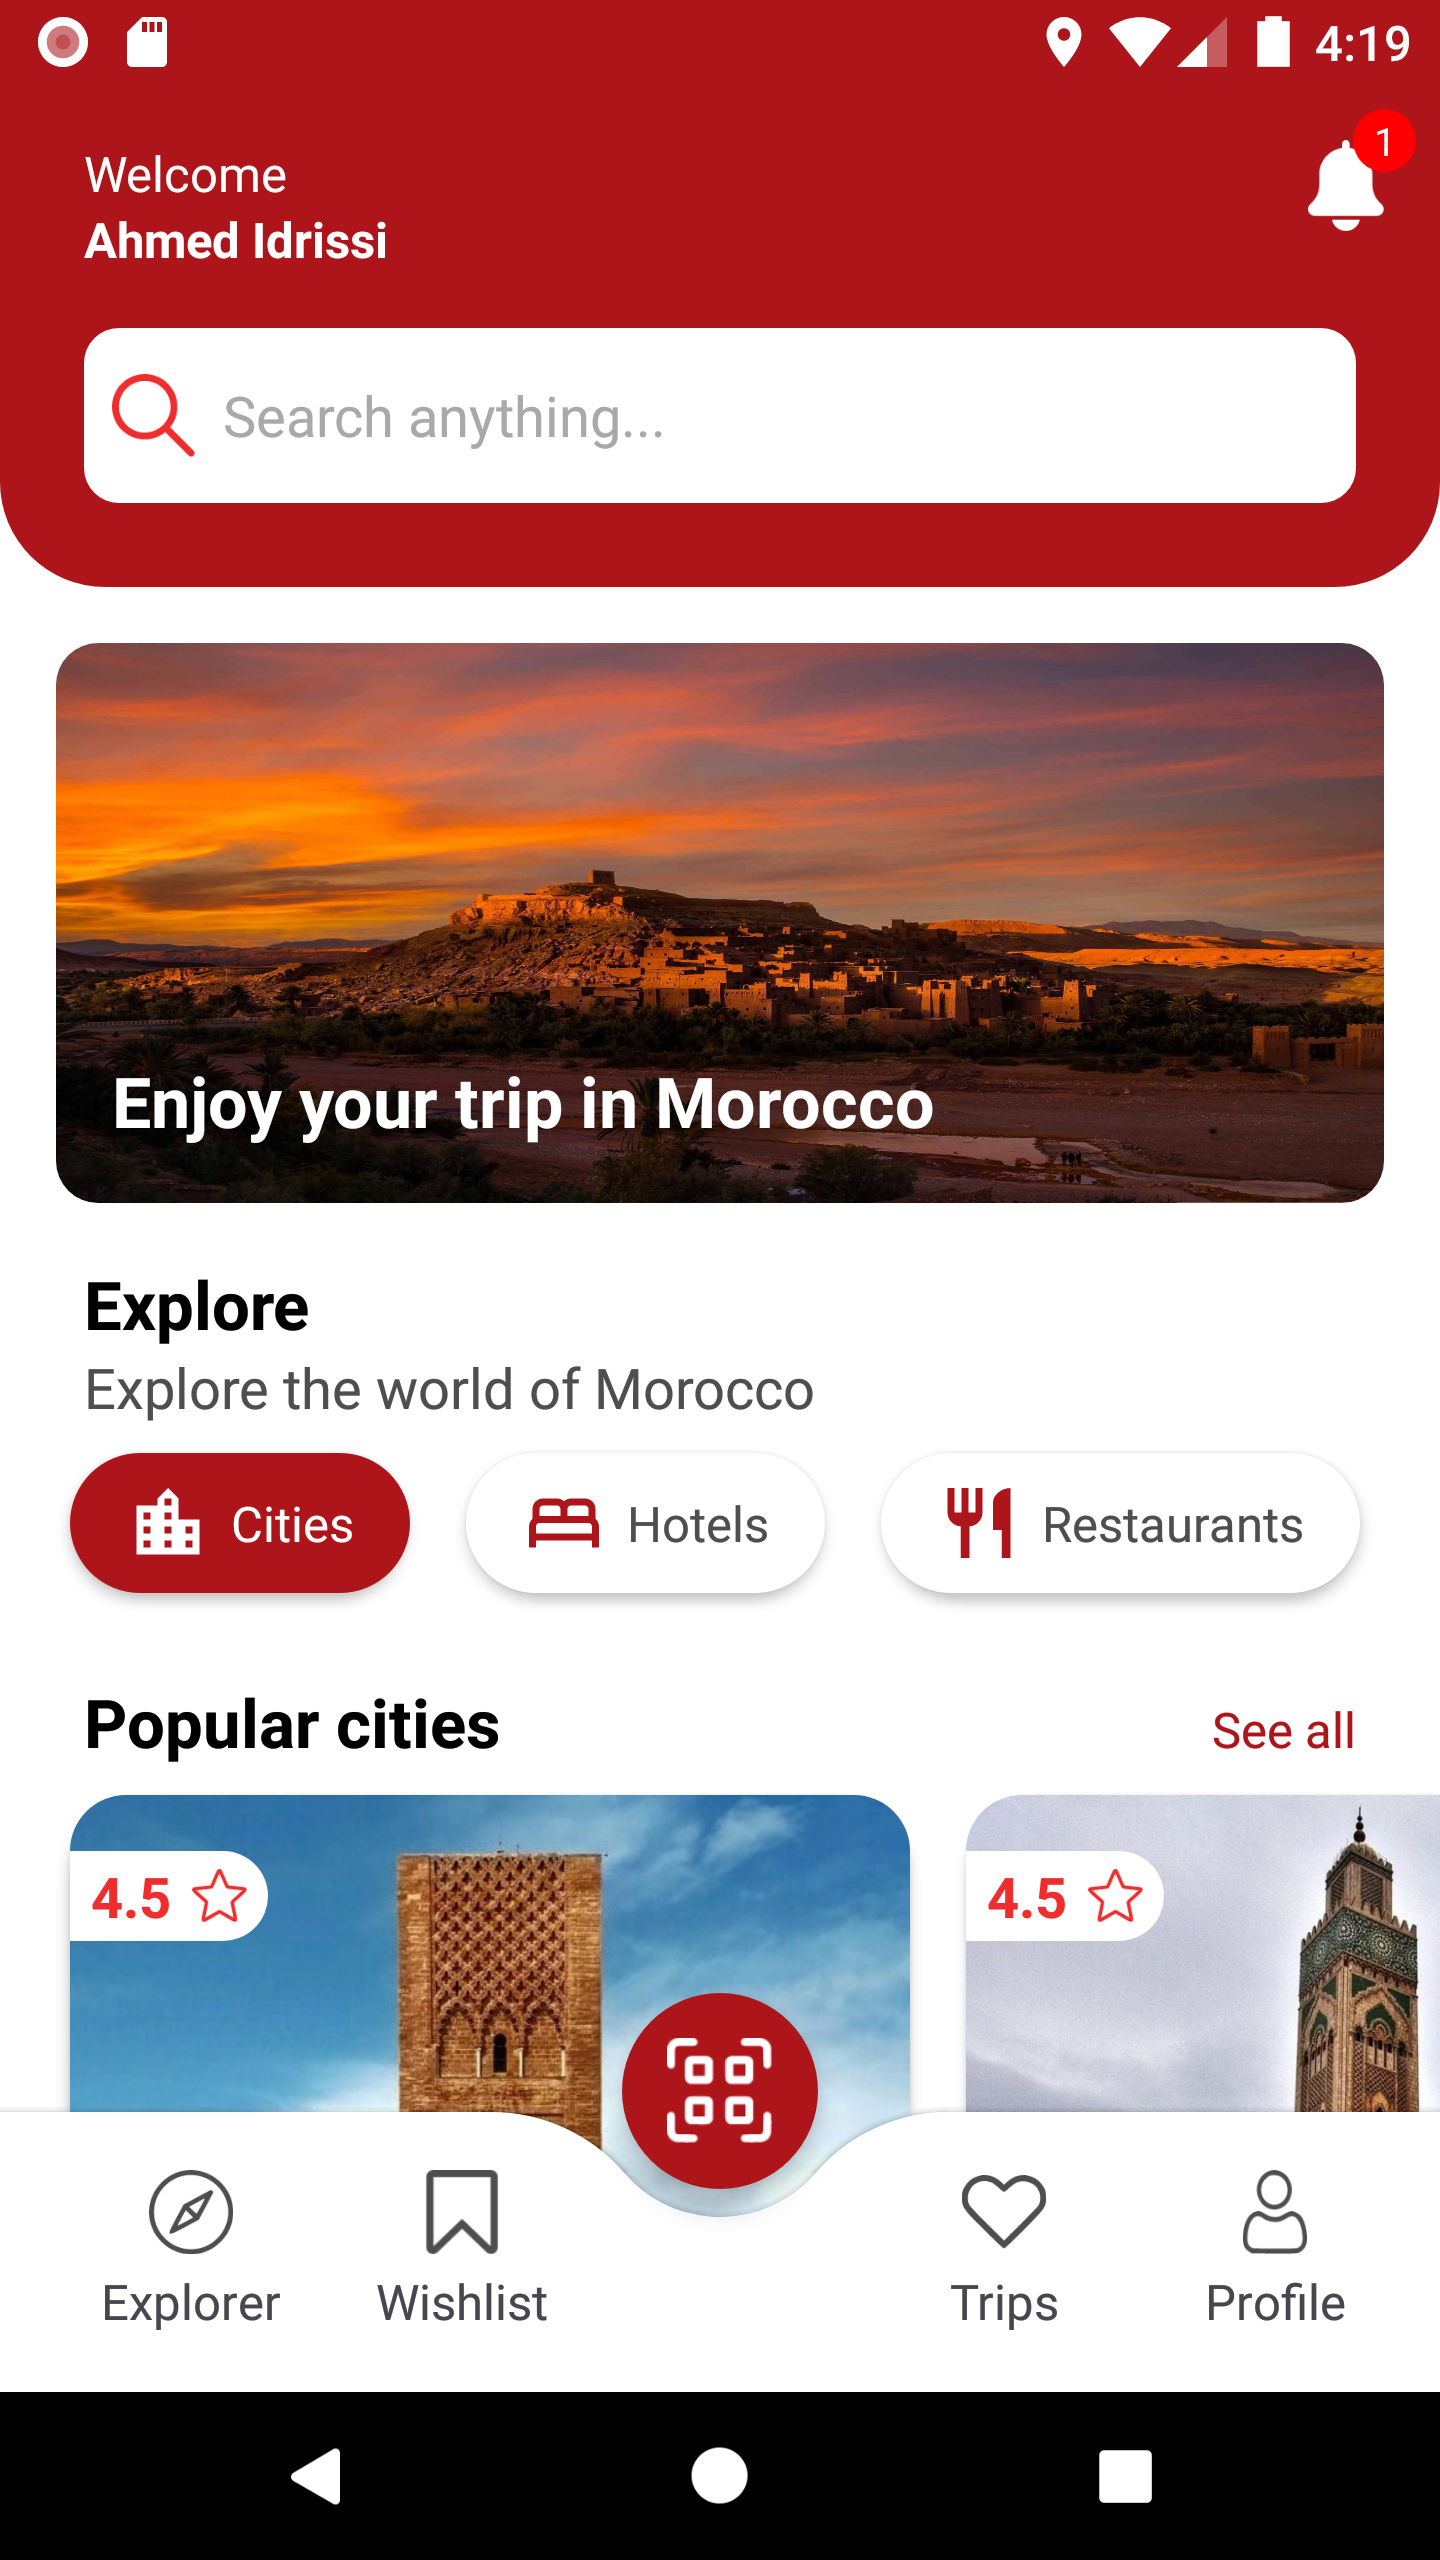 4:19
1
Welcome
Ahmed Idrissi
Search anything...
Enjoy your trip in Morocco
Explore
Explore the world of Morocco
Cities Hotels Restaurants
Popular cities See all
4.5 4.5
Explorer Wishlist Trips Profile